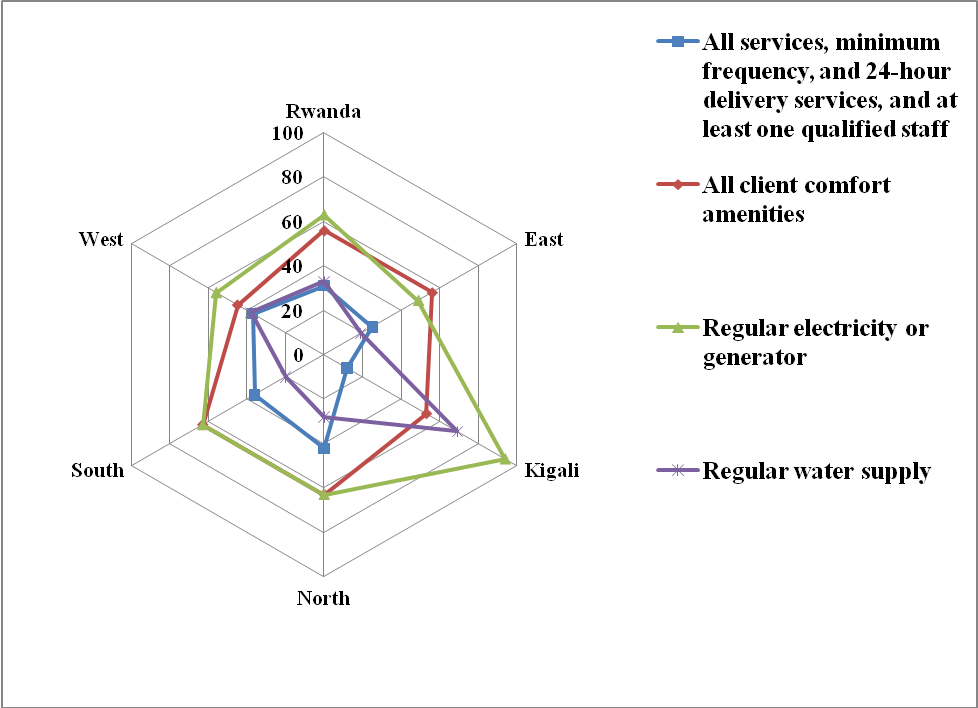 Rwanda
100
80
60
40
20
0
East
Kigali
North
South
West
All services, minimum
frequency, and 24-hour
delivery services, and at
least one qualified staff
All client comfort
amenities
Regular electricity or
generator
Regular water supply